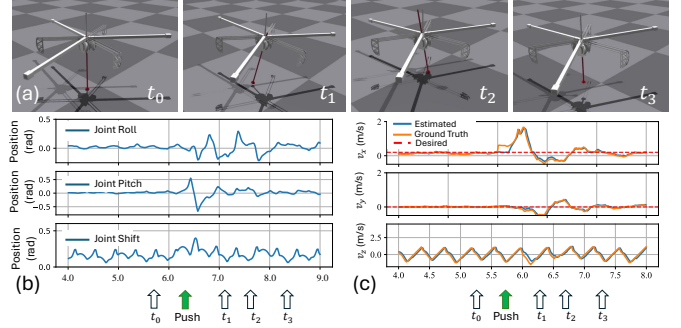 (a)
t0
t1
t2
t3
Position
(rad)
0.5
0.0
Joint Roll
Position
(rad)
0.5
0.0
−0.5
Joint Pitch
Position
(rad)
0.5
0.0
Joint Shift
4.0 5.0 6.0 7.0 8.0 9.0
(b)
t0 Push t1 t2 t3
vx (m/s)
2
0
Estimated
Ground Truth
Desired
vy (m/s)
2
0
vz (m/s)
2.5
0.0
4.0 4.5 5.0 5.5 6.0 6.5 7.0 7.5 8.0
(c)
t0 Push t1 t2 t3